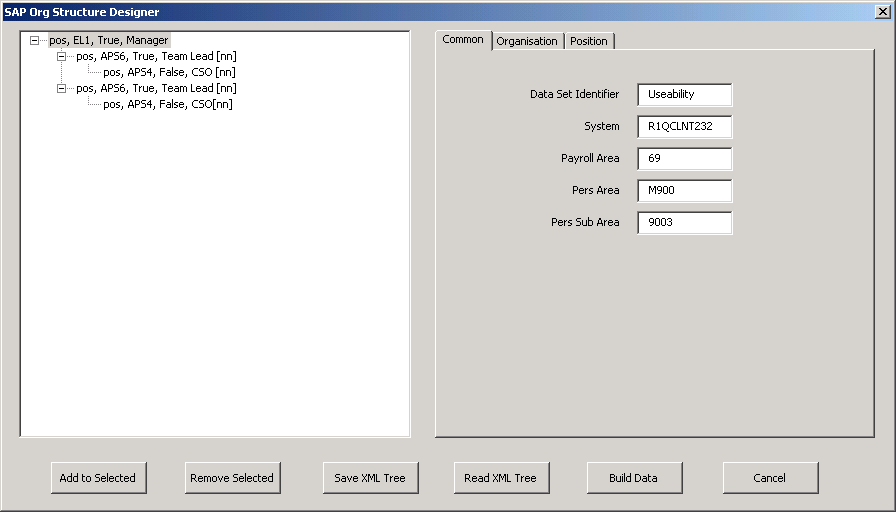 SAP Org Structure Designer
pos, EL1, True, Manager
pos, APS6, True, Team Lead [nn]
pos, APS4, False, CSO [nn]
pos, APS6, True, Team Lead [nn]
pos, APS4, False, CSO[nn]
Common Organisation Position
Data Set Identifier Useability
System R1QCLNT232
Payroll Area 69
Pers Area M900
Pers Sub Area 9003
Add to Selected Remove Selected Save XML Tree Read XML Tree Build Data Cancel